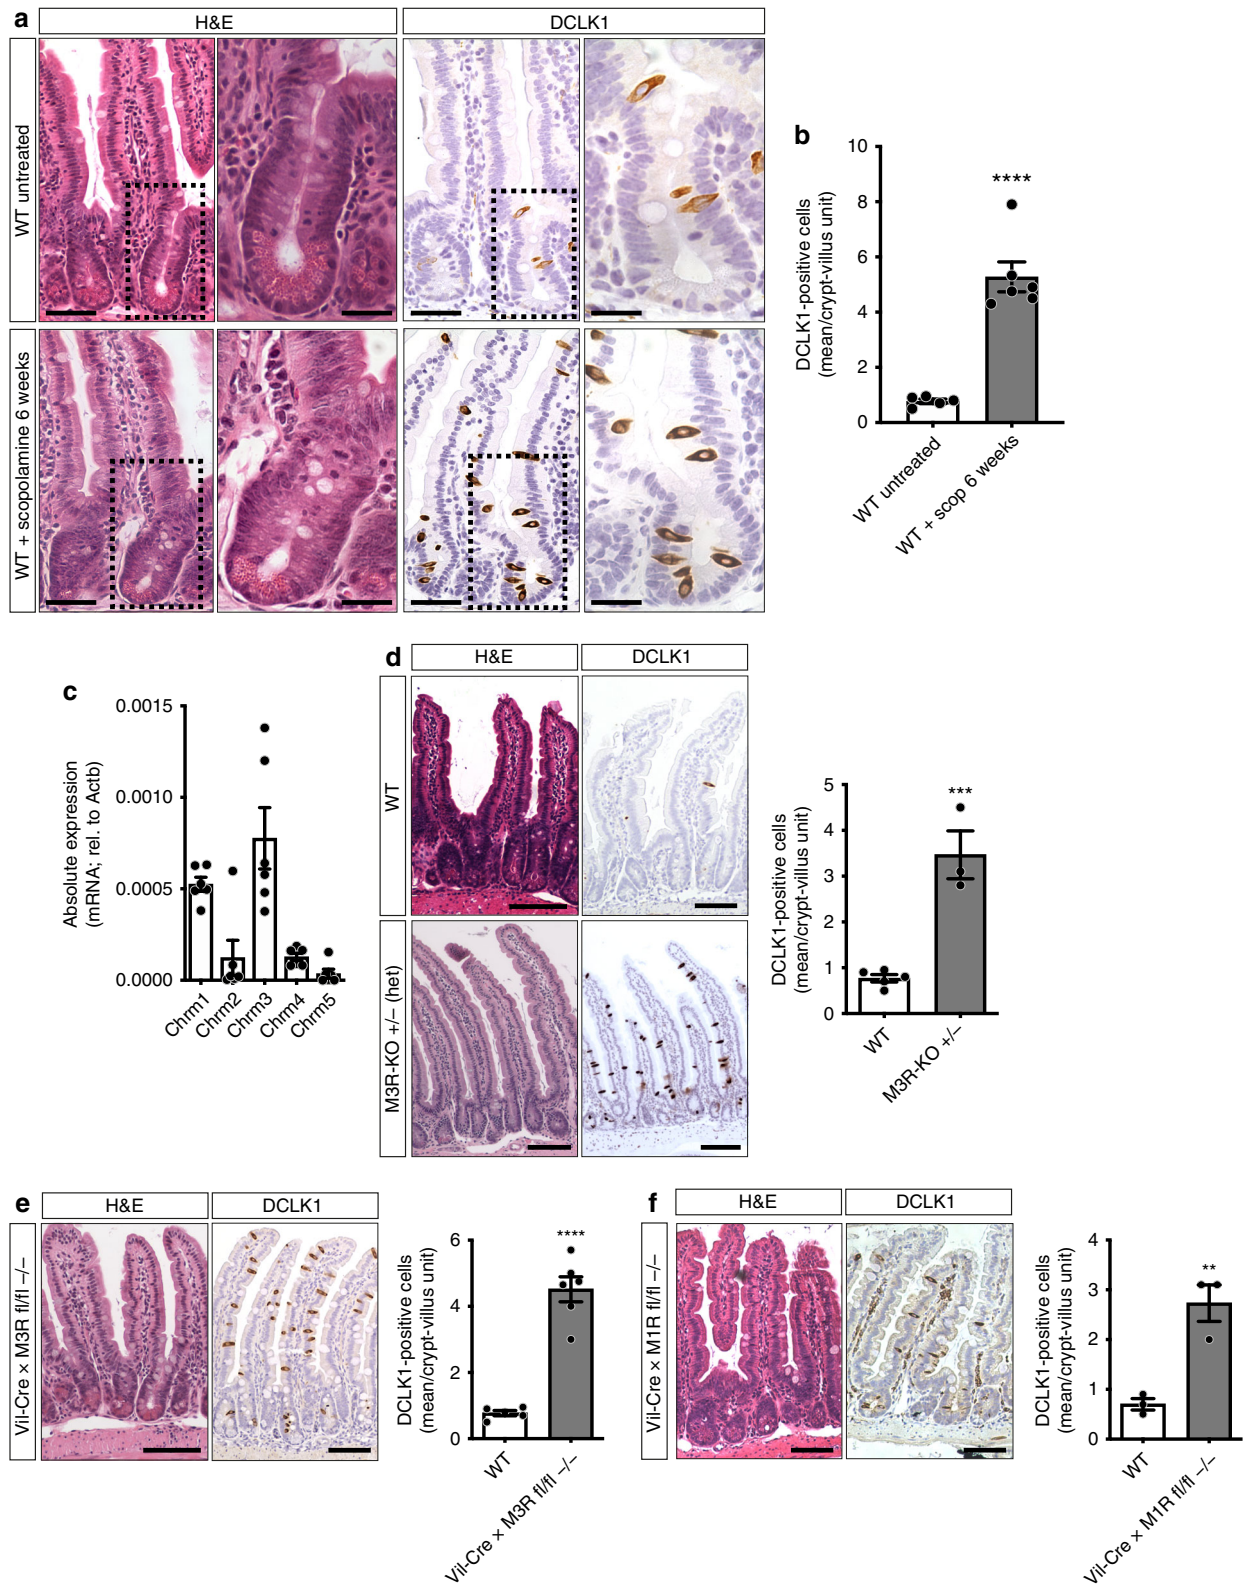 a
H&E
DCLK1
WT untreated
WT + scopolamine 6 weeks
b
DCLK1-positive cells
(mean/crypt-villus unit)
10
8
6
4
2
0
****
WT untreated
WT + scop 6 weeks
c
Absolute expression
(mRNA; rel. to Actb)
0.0015
0.0010
0.0005
0.0000
Chrm1
Chrm2
Chrm3
Chrm4
Chrm5
d
H&E
DCLK1
WT
M3R-KO +/− (het)
DCLK1-positive cells
(mean/crypt-villus unit)
5
4
3
2
1
0
***
WT
M3R-KO +/−
e
H&E
DCLK1
Vil-Cre × M3R fl/fl −/−
DCLK1-positive cells
(mean/crypt-villus unit)
6
4
2
0
****
WT
Vil-Cre × M3R fl/fl −/−
f
H&E
DCLK1
Vil-Cre × M1R fl/fl −/−
DCLK1-positive cells
(mean/crypt-villus unit)
4
3
2
1
0
**
WT
Vil-Cre × M1R fl/fl −/−